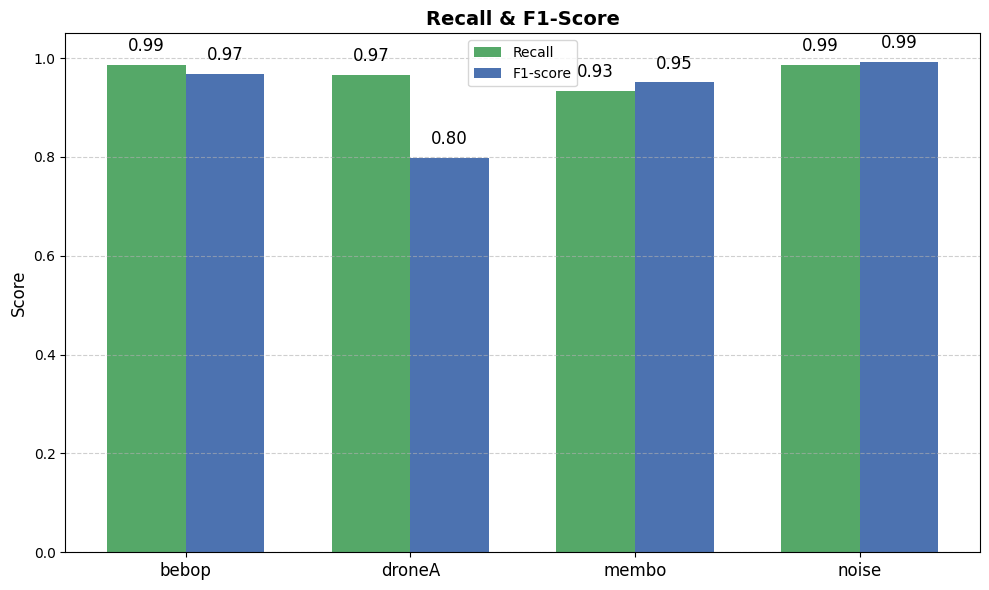 Recall & F1-Score
Recall
F1-score
0.99
0.97
0.97
0.80
0.93
0.95
0.99
0.99
Score
1.0
0.8
0.6
0.4
0.2
0.0
bebop
droneA
membo
noise